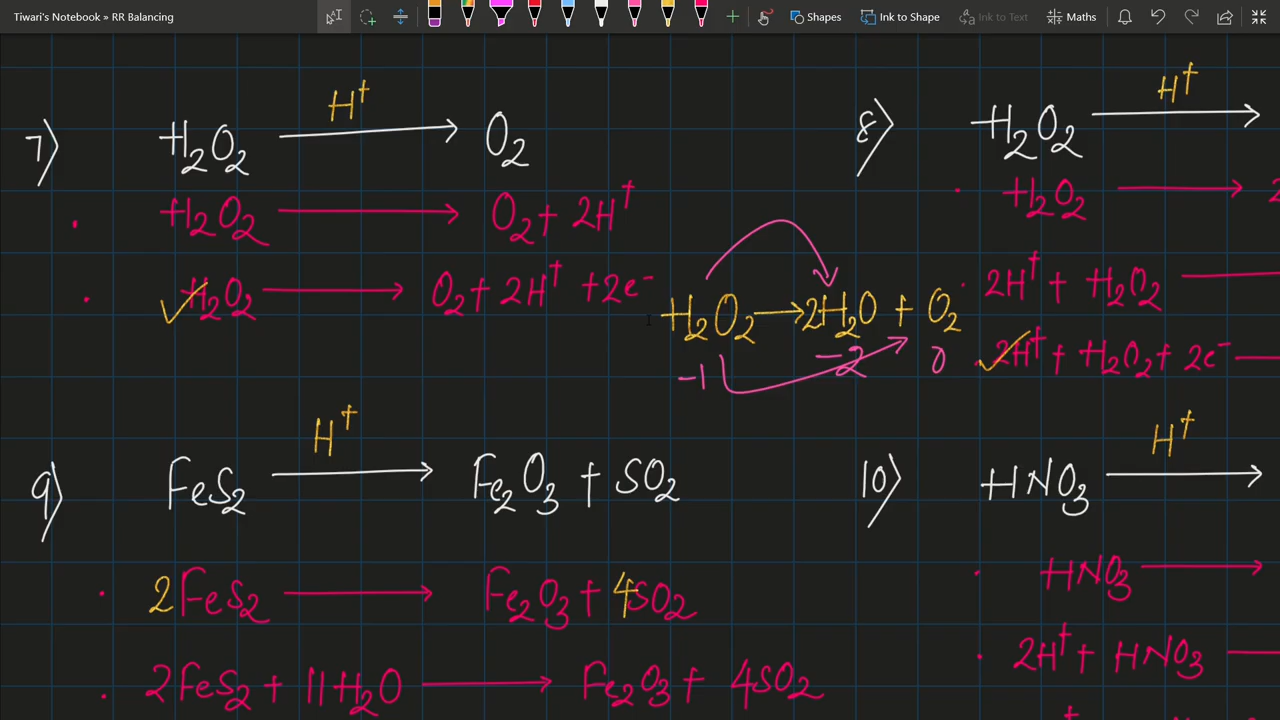 Tiwari's Notebook » RR Balancing
Shapes Ink to Shape Ink to Text Maths
7) H₂O₂ —H⁺→ O₂
H₂O₂ → O₂ + 2H⁺
H₂O₂ → O₂ + 2H⁺ + 2e⁻
H₂O₂ → 2H₂O + O₂
-1 -2 0
8) H₂O₂ —H⁺→
H₂O₂ →
2H⁺ + H₂O₂
2H⁺ + H₂O₂ + 2e⁻
9) FeS₂ —H⁺→ Fe₂O₃ + SO₂
2FeS₂ → Fe₂O₃ + 4SO₂
2FeS₂ + 11H₂O → Fe₂O₃ + 4SO₂
10) HNO₃ —H⁺→
HNO₃ →
2H⁺ + HNO₃